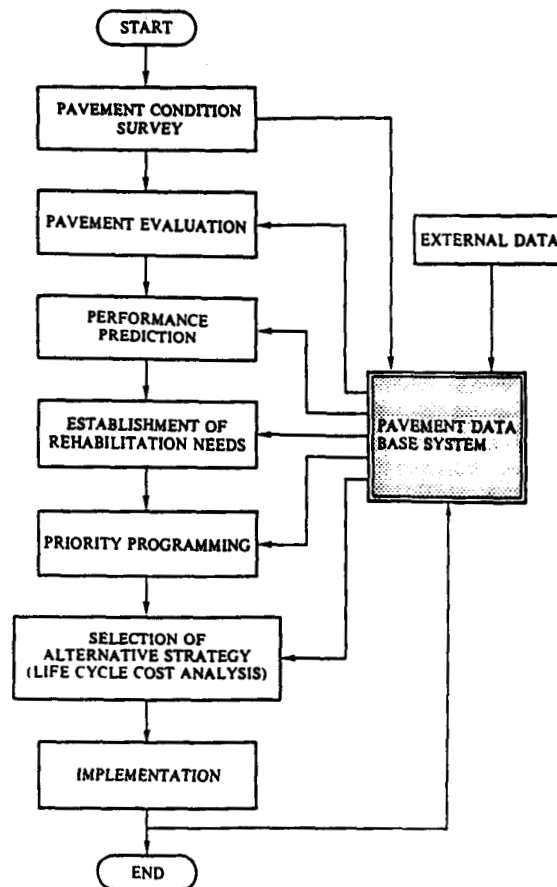 START
PAVEMENT CONDITION
SURVEY
PAVEMENT EVALUATION
EXTERNAL DATA
PERFORMANCE
PREDICTION
ESTABLISHMENT OF
REHABILITATION NEEDS
PAVEMENT DATA
BASE SYSTEM
PRIORITY PROGRAMMING
SELECTION OF
ALTERNATIVE STRATEGY
(LIFE CYCLE COST ANALYSIS)
IMPLEMENTATION
END